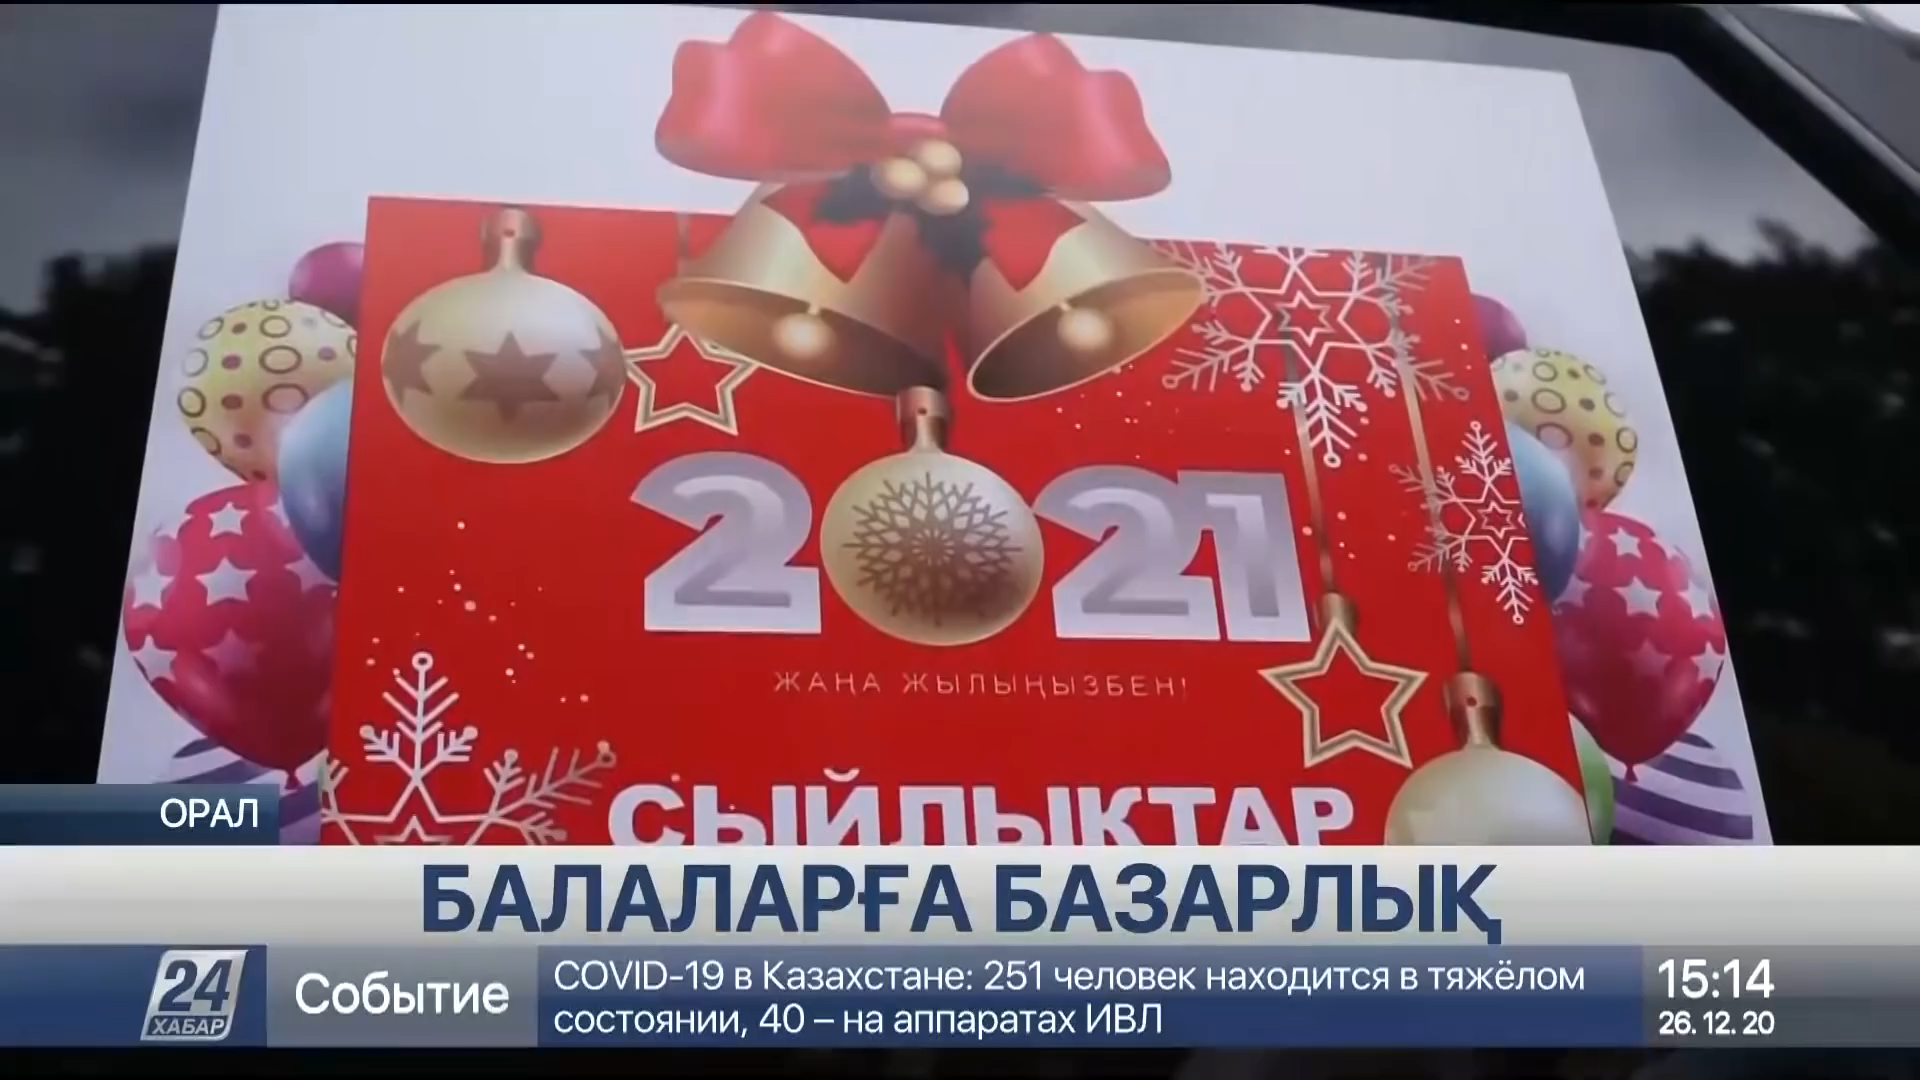 2021
ЖАҢА ЖЫЛЫҢЫЗБЕН!
СЫЙЛЫКТАР
ОРАЛ
БАЛАЛАРҒА БАЗАРЛЫҚ
24
ХАБАР
Событие
COVID-19 в Казахстане: 251 человек находится в тяжёлом
состоянии, 40 – на аппаратах ИВЛ
15:14
26. 12. 20